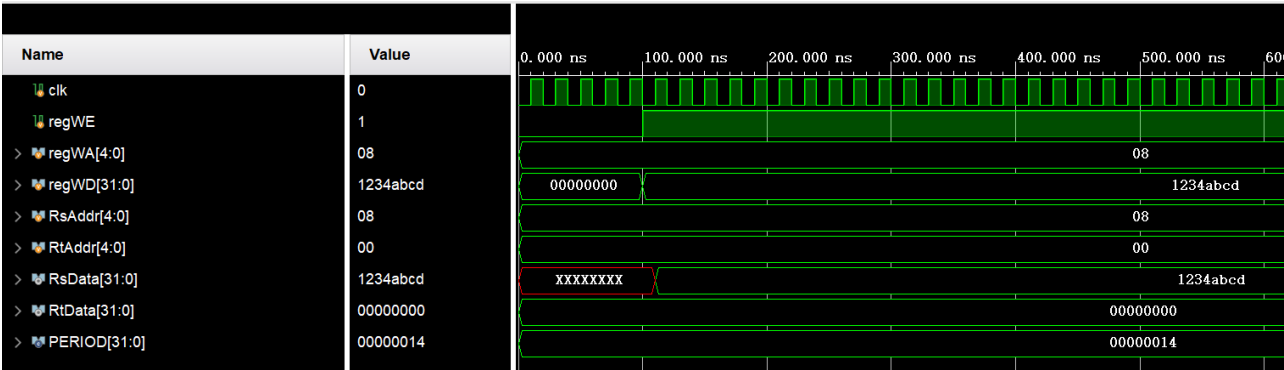 Name Value 0.000 ns 100.000 ns 200.000 ns 300.000 ns 400.000 ns 500.000 ns 60
clk 0
regWE 1
regWA[4:0] 08 08
regWD[31:0] 1234abcd 00000000 1234abcd
RsAddr[4:0] 08 08
RtAddr[4:0] 00 00
RsData[31:0] 1234abcd XXXXXXXX 1234abcd
RtData[31:0] 00000000 00000000
PERIOD[31:0] 00000014 00000014